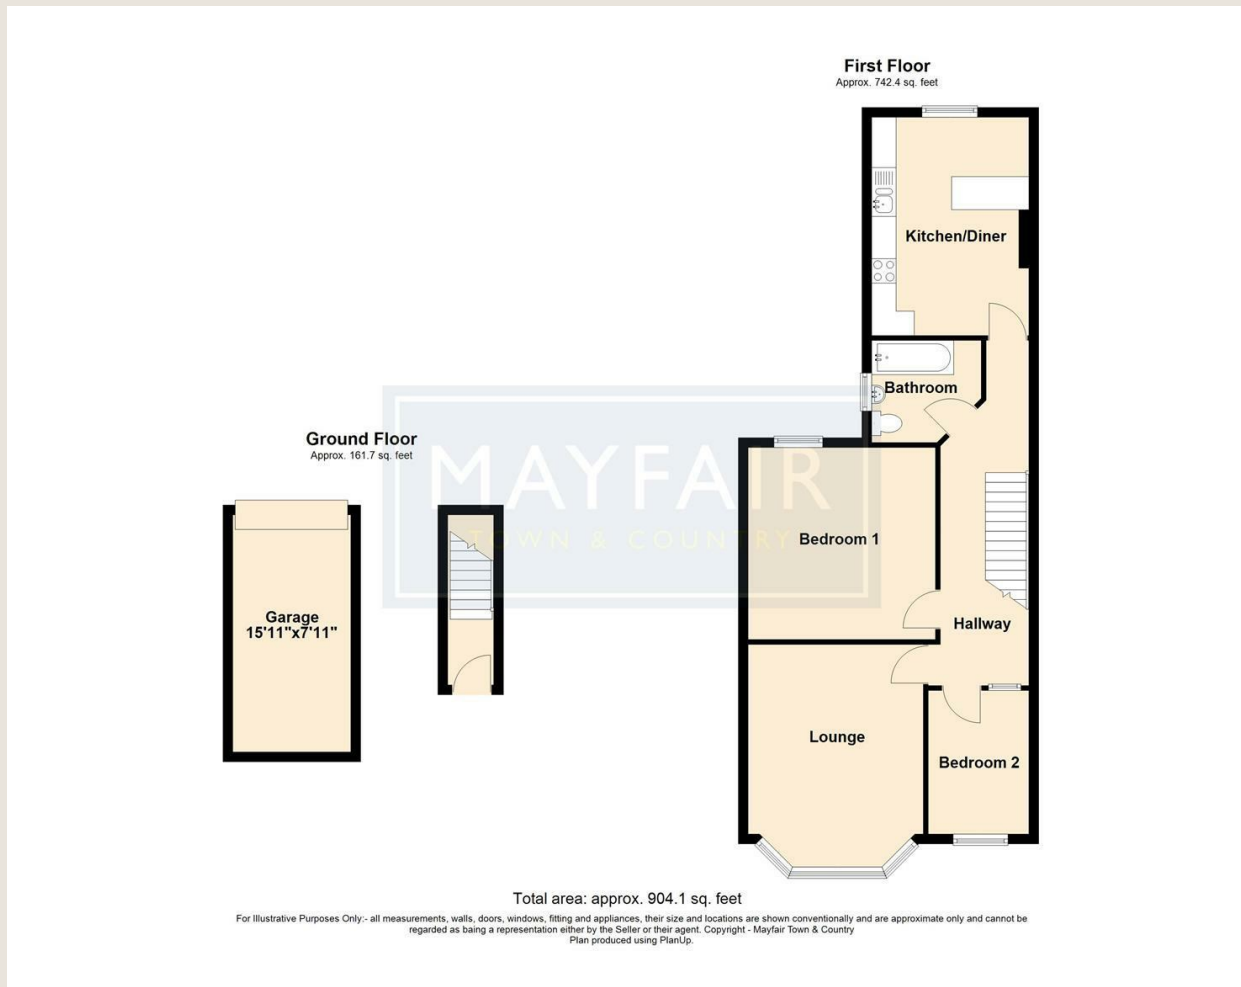 First Floor
Approx. 742.4 sq. feet
Kitchen/Diner
Bathroom
Ground Floor
Approx. 161.7 sq. feet
MAYFAIR
TOWN & COUNTRY
Bedroom 1
Garage
15'11"x7'11"
Hallway
Lounge
Bedroom 2
Total area: approx. 904.1 sq. feet
For Illustrative Purposes Only:- all measurements, walls, doors, windows, fitting and appliances, their size and locations are shown conventionally and are approximate only and cannot be
regarded as being a representation either by the Seller or their agent. Copyright - Mayfair Town & Country
Plan produced using PlanUp.